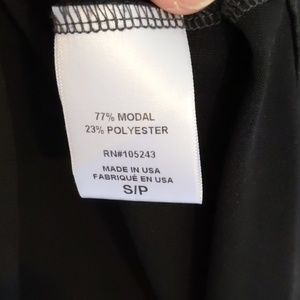 77% MODAL
23% POLYESTER
RN#105243
MADE IN USA
FABRIQUÉ EN USA
S/P